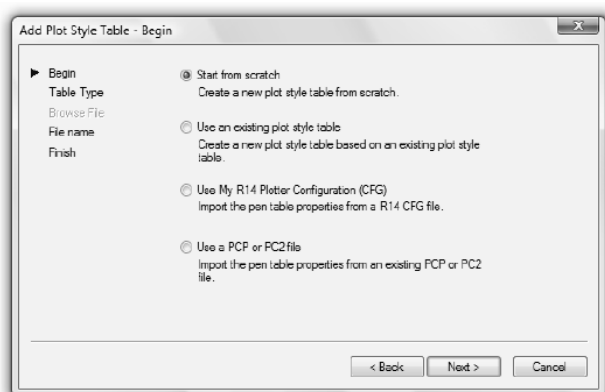 Add Plot Style Table - Begin
X
Begin
Table Type
Browse File
File name
Finish
Start from scratch
Create a new plot style table from scratch.
Use an existing plot style table
Create a new plot style table based on an existing plot style
table.
Use My R14 Plotter Configuration (CFG)
Import the pen table properties from a R14 CFG file.
Use a PCP or PC2 file
Import the pen table properties from an existing PCP or PC2
file.
< Back
Next >
Cancel